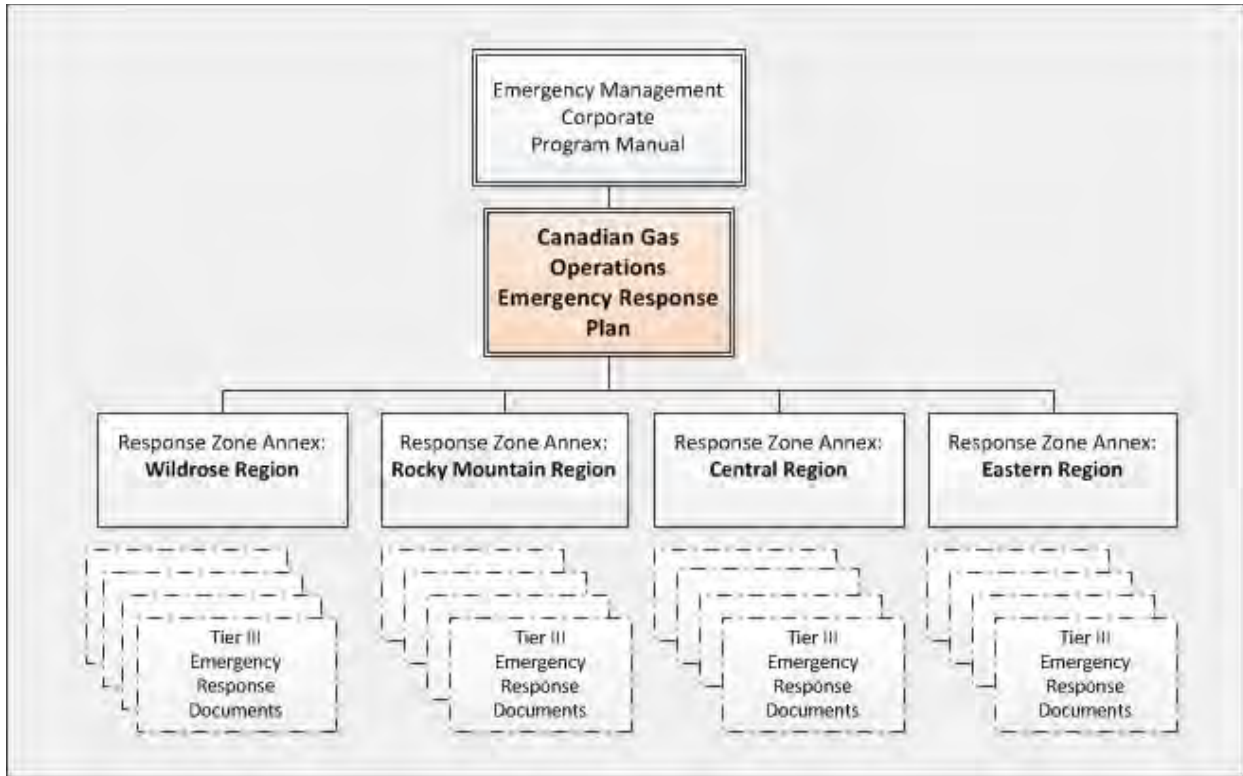 Emergency Management
Corporate
Program Manual
Canadian Gas
Operations
Emergency Response
Plan
Response Zone Annex:
Wildrose Region
Response Zone Annex:
Rocky Mountain Region
Response Zone Annex:
Central Region
Response Zone Annex:
Eastern Region
Tier III
Emergency
Response
Documents
Tier III
Emergency
Response
Documents
Tier III
Emergency
Response
Documents
Tier III
Emergency
Response
Documents